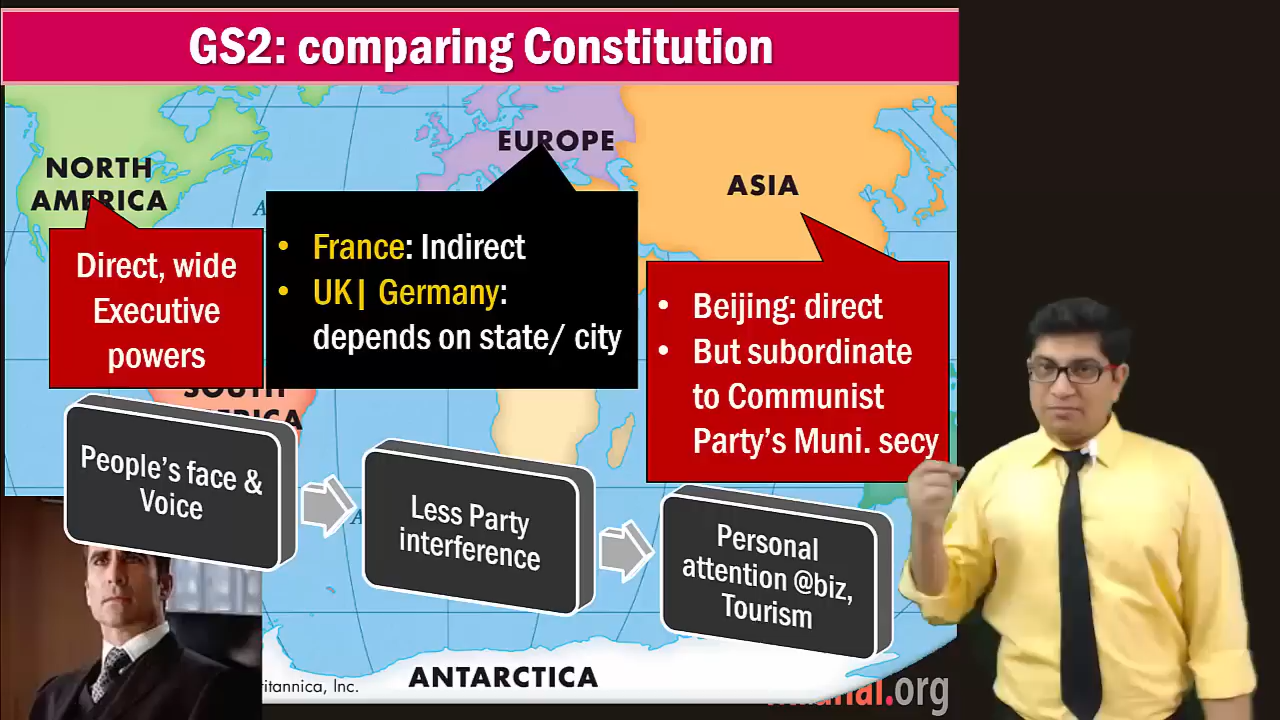 GS2: comparing Constitution
NORTH
AMERICA
EUROPE
ASIA
Direct, wide
Executive
powers
• France: Indirect
• UK| Germany:
depends on state/ city
• Beijing: direct
• But subordinate
to Communist
Party's Muni. secy
SOUTH
People's face &
Voice
Less Party
interference
Personal
attention @biz,
Tourism
ANTARCTICA
Inc.
.org